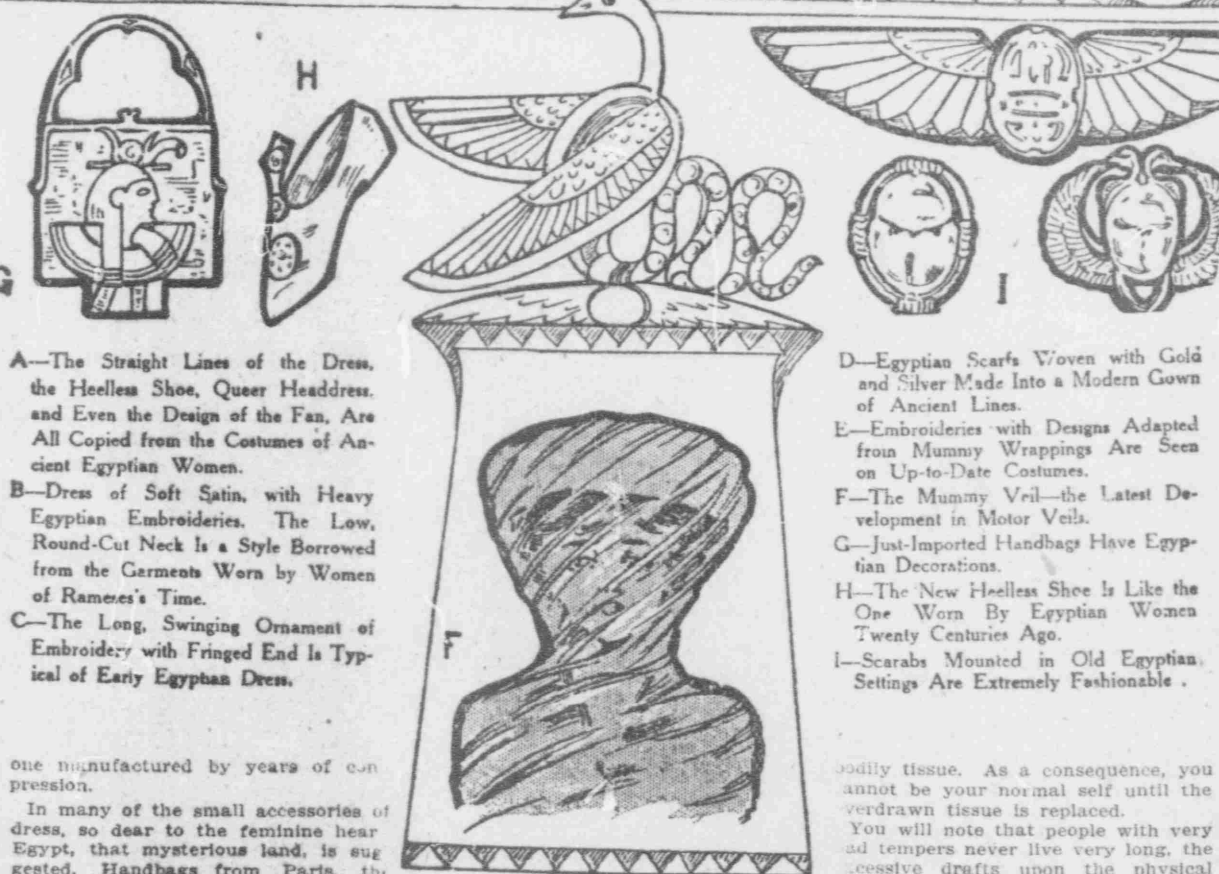 H
I
A—The Straight Lines of the Dress,
the Heelless Shoe, Queer Headdress,
and Even the Design of the Fan, Are
All Copied from the Costumes of An-
cient Egyptian Women.
B—Dress of Soft Satin, with Heavy
Egyptian Embroideries. The Low,
Round-Cut Neck Is a Style Borrowed
from the Garments Worn by Women
of Rameses's Time.
C—The Long, Swinging Ornament of
Embroidery with Fringed End Is Typ-
ical of Early Egyptian Dress.
F
D—Egyptian Scarfs Woven with Gold
and Silver Made Into a Modern Gown
of Ancient Lines.
E—Embroideries with Designs Adapted
from Mummy Wrappings Are Seen
on Up-to-Date Costumes.
F—The Mummy Veil—the Latest De-
velopment in Motor Veils.
G—Just-Imported Handbags Have Egyp-
tian Decorations.
H—The New Heelless Shoe Is Like the
One Worn By Egyptian Women
Twenty Centuries Ago.
I—Scarabs Mounted in Old Egyptian
Settings Are Extremely Fashionable .
one manufactured by years of
pression.
In many of the small accessories of
dress, so dear to the feminine hear
Egypt, that mysterious land, is sug
gested. Handbags from Paris, th
odily tissue. As a consequence, you
annot be your normal self until the
verdrawn tissue is replaced.
You will note that people with very
ad tempers never live very long, the
cessive drafts upon the physical